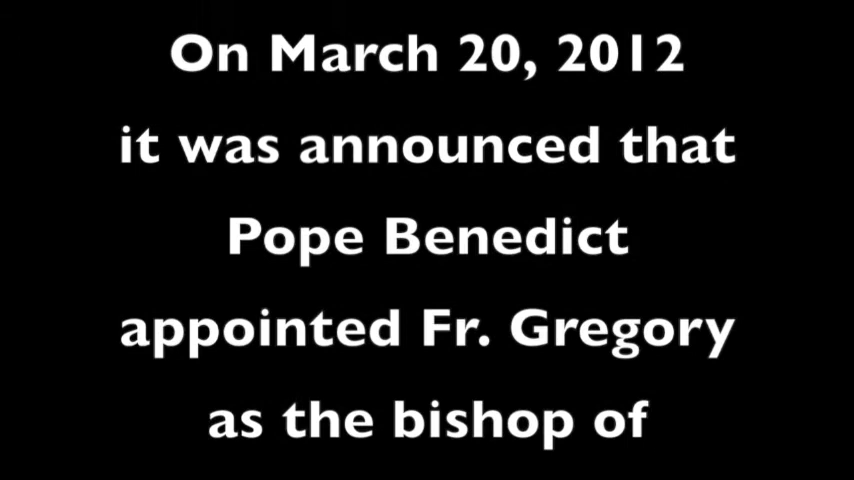 On March 20, 2012
it was announced that
Pope Benedict
appointed Fr. Gregory
as the bishop of